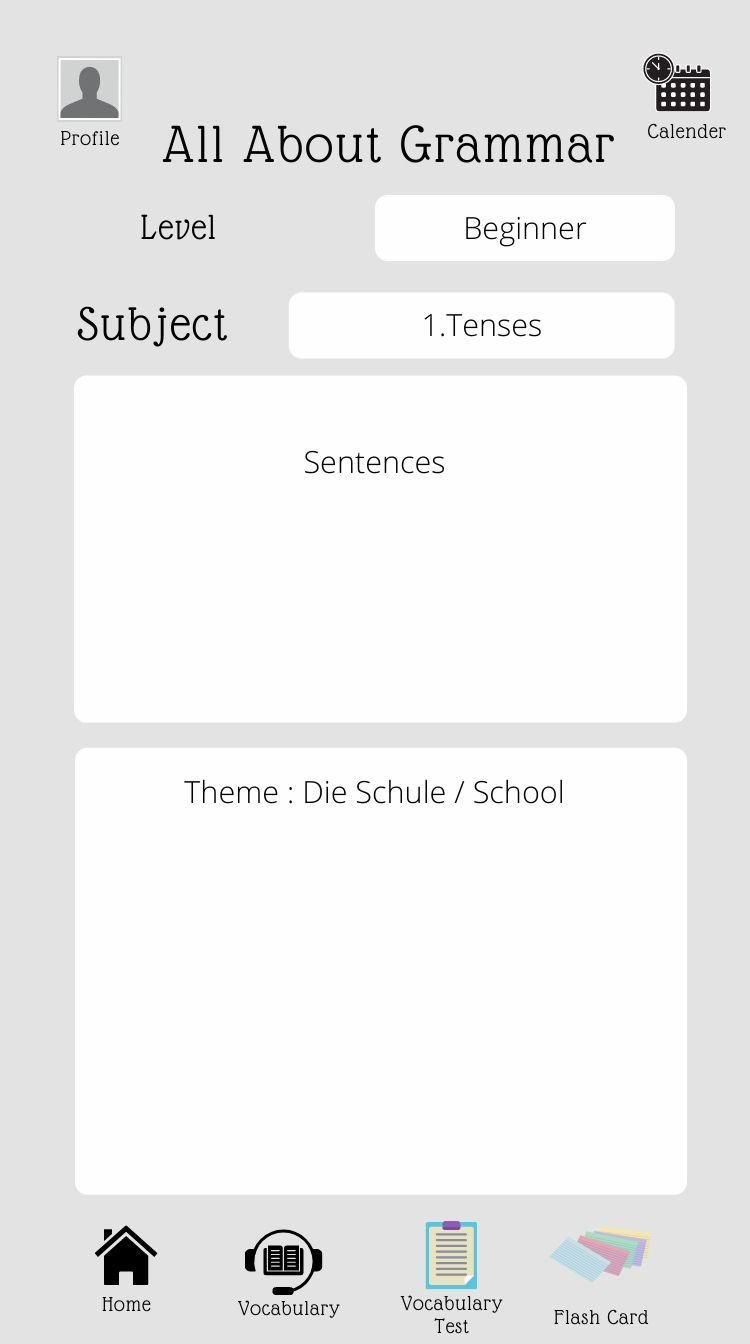 Profile
Calender
All About Grammar
Level
Beginner
Subject
1.Tenses
Sentences
Theme : Die Schule / School
Home
Vocabulary
Vocabulary
Test
Flash Card